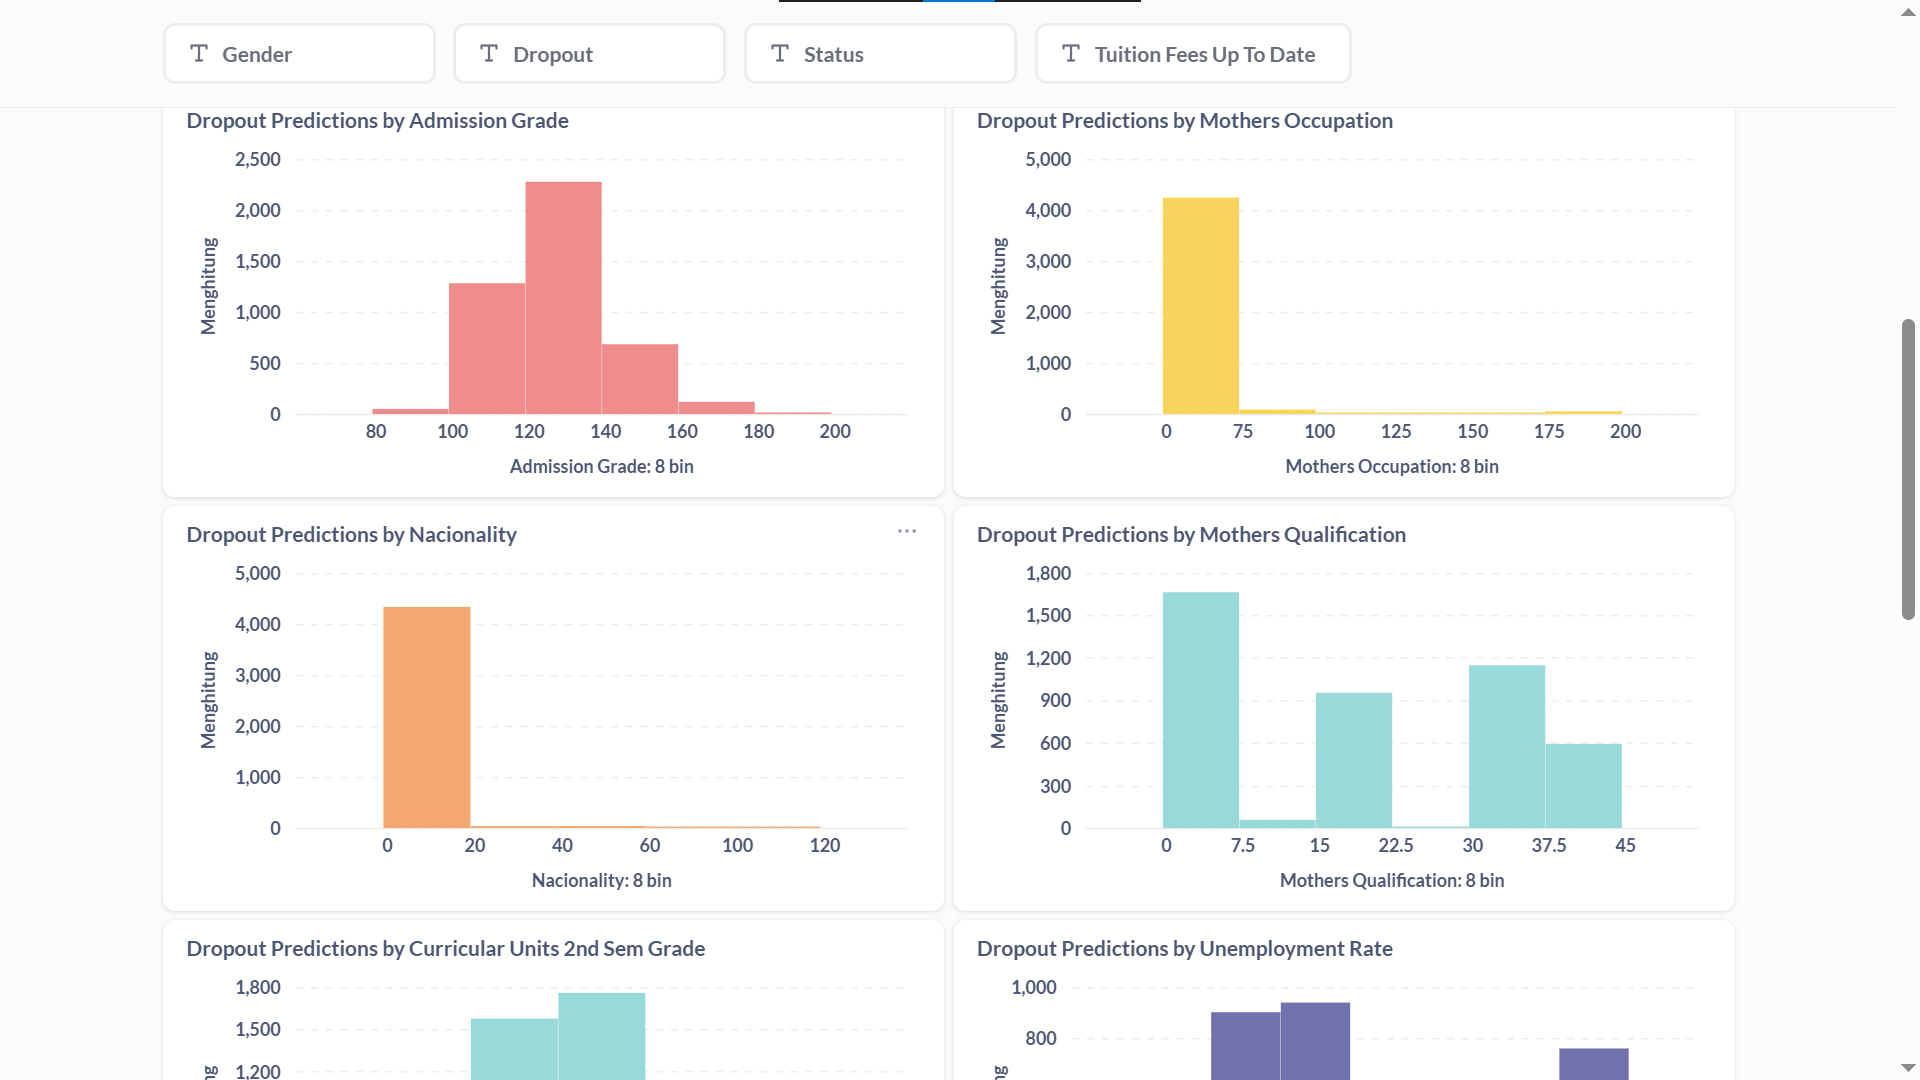 Gender
Dropout
Status
Tuition Fees Up To Date
Dropout Predictions by Admission Grade
2,500
2,000
1,500
1,000
500
0
Menghitung
80 100 120 140 160 180 200
Admission Grade: 8 bin
Dropout Predictions by Mothers Occupation
5,000
4,000
3,000
2,000
1,000
0
Menghitung
0 75 100 125 150 175 200
Mothers Occupation: 8 bin
Dropout Predictions by Nacionality
5,000
4,000
3,000
2,000
1,000
0
Menghitung
0 20 40 60 100 120
Nacionality: 8 bin
Dropout Predictions by Mothers Qualification
1,800
1,500
1,200
900
600
300
0
Menghitung
0 7.5 15 22.5 30 37.5 45
Mothers Qualification: 8 bin
Dropout Predictions by Curricular Units 2nd Sem Grade
1,800
1,500
1,200
ng
Dropout Predictions by Unemployment Rate
1,000
800
ng